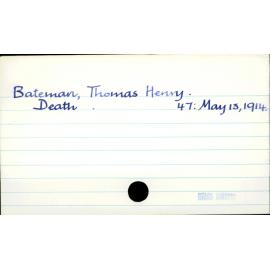 Bateman, Thomas Henry.
Death . 47: May 13, 1914.